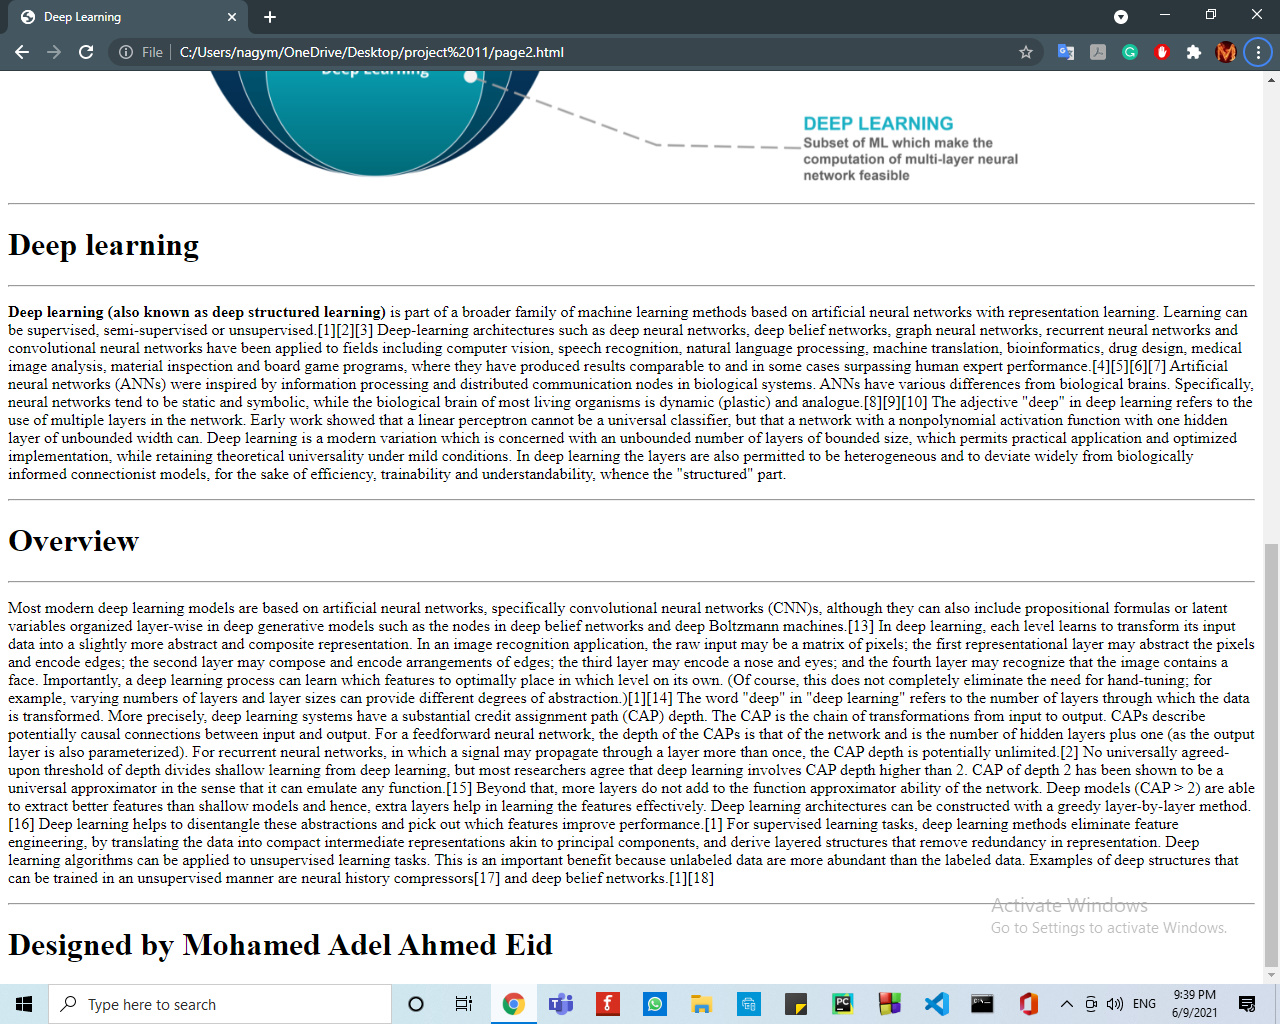 Deep Learning
File
C:/Users/nagym/OneDrive/Desktop/project%2011/page2.html
Deep Learning
DEEP LEARNING
Subset of ML which make the
computation of multi-layer neural
network feasible
Deep learning
Deep learning (also known as deep structured learning) is part of a broader family of machine learning methods based on artificial neural networks with representation learning. Learning can
be supervised, semi-supervised or unsupervised.[1][2][3] Deep-learning architectures such as deep neural networks, deep belief networks, graph neural networks, recurrent neural networks and
convolutional neural networks have been applied to fields including computer vision, speech recognition, natural language processing, machine translation, bioinformatics, drug design, medical
image analysis, material inspection and board game programs, where they have produced results comparable to and in some cases surpassing human expert performance.[4][5][6][7] Artificial
neural networks (ANNs) were inspired by information processing and distributed communication nodes in biological systems. ANNs have various differences from biological brains. Specifically,
neural networks tend to be static and symbolic, while the biological brain of most living organisms is dynamic (plastic) and analogue.[8][9][10] The adjective "deep" in deep learning refers to the
use of multiple layers in the network. Early work showed that a linear perceptron cannot be a universal classifier, but that a network with a nonpolynomial activation function with one hidden
layer of unbounded width can. Deep learning is a modern variation which is concerned with an unbounded number of layers of bounded size, which permits practical application and optimized
implementation, while retaining theoretical universality under mild conditions. In deep learning the layers are also permitted to be heterogeneous and to deviate widely from biologically
informed connectionist models, for the sake of efficiency, trainability and understandability, whence the "structured" part.
Overview
Most modern deep learning models are based on artificial neural networks, specifically convolutional neural networks (CNN)s, although they can also include propositional formulas or latent
variables organized layer-wise in deep generative models such as the nodes in deep belief networks and deep Boltzmann machines.[13] In deep learning, each level learns to transform its input
data into a slightly more abstract and composite representation. In an image recognition application, the raw input may be a matrix of pixels; the first representational layer may abstract the pixels
and encode edges; the second layer may compose and encode arrangements of edges; the third layer may encode a nose and eyes; and the fourth layer may recognize that the image contains a
face. Importantly, a deep learning process can learn which features to optimally place in which level on its own. (Of course, this does not completely eliminate the need for hand-tuning; for
example, varying numbers of layers and layer sizes can provide different degrees of abstraction.)[1][14] The word "deep" in "deep learning" refers to the number of layers through which the data
is transformed. More precisely, deep learning systems have a substantial credit assignment path (CAP) depth. The CAP is the chain of transformations from input to output. CAPs describe
potentially causal connections between input and output. For a feedforward neural network, the depth of the CAPs is that of the network and is the number of hidden layers plus one (as the output
layer is also parameterized). For recurrent neural networks, in which a signal may propagate through a layer more than once, the CAP depth is potentially unlimited.[2] No universally agreed-
upon threshold of depth divides shallow learning from deep learning, but most researchers agree that deep learning involves CAP depth higher than 2. CAP of depth 2 has been shown to be a
universal approximator in the sense that it can emulate any function.[15] Beyond that, more layers do not add to the function approximator ability of the network. Deep models (CAP > 2) are able
to extract better features than shallow models and hence, extra layers help in learning the features effectively. Deep learning architectures can be constructed with a greedy layer-by-layer method.
[16] Deep learning helps to disentangle these abstractions and pick out which features improve performance.[1] For supervised learning tasks, deep learning methods eliminate feature
engineering, by translating the data into compact intermediate representations akin to principal components, and derive layered structures that remove redundancy in representation. Deep
learning algorithms can be applied to unsupervised learning tasks. This is an important benefit because unlabeled data are more abundant than the labeled data. Examples of deep structures that
can be trained in an unsupervised manner are neural history compressors[17] and deep belief networks.[1][18]
Activate Windows
Go to Settings to activate Windows.
Designed by Mohamed Adel Ahmed Eid
Type here to search
ENG
9:39 PM
6/9/2021